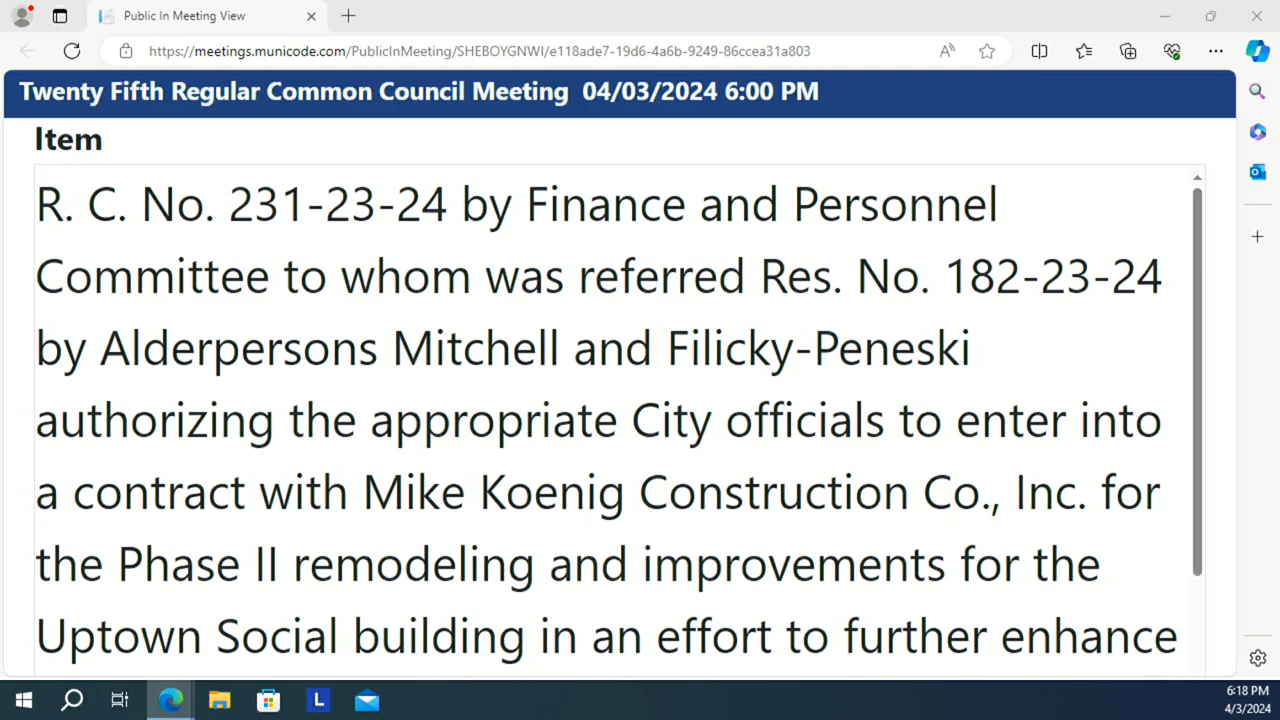 Public In Meeting View
https://meetings.municode.com/PublicInMeeting/SHEBOYGNWI/e118ade7-19d6-4a6b-9249-86ccea31a803
Twenty Fifth Regular Common Council Meeting 04/03/2024 6:00 PM
Item
R. C. No. 231-23-24 by Finance and Personnel
Committee to whom was referred Res. No. 182-23-24
by Alderpersons Mitchell and Filicky-Peneski
authorizing the appropriate City officials to enter into
a contract with Mike Koenig Construction Co., Inc. for
the Phase II remodeling and improvements for the
Uptown Social building in an effort to further enhance
L
6:18 PM
4/3/2024